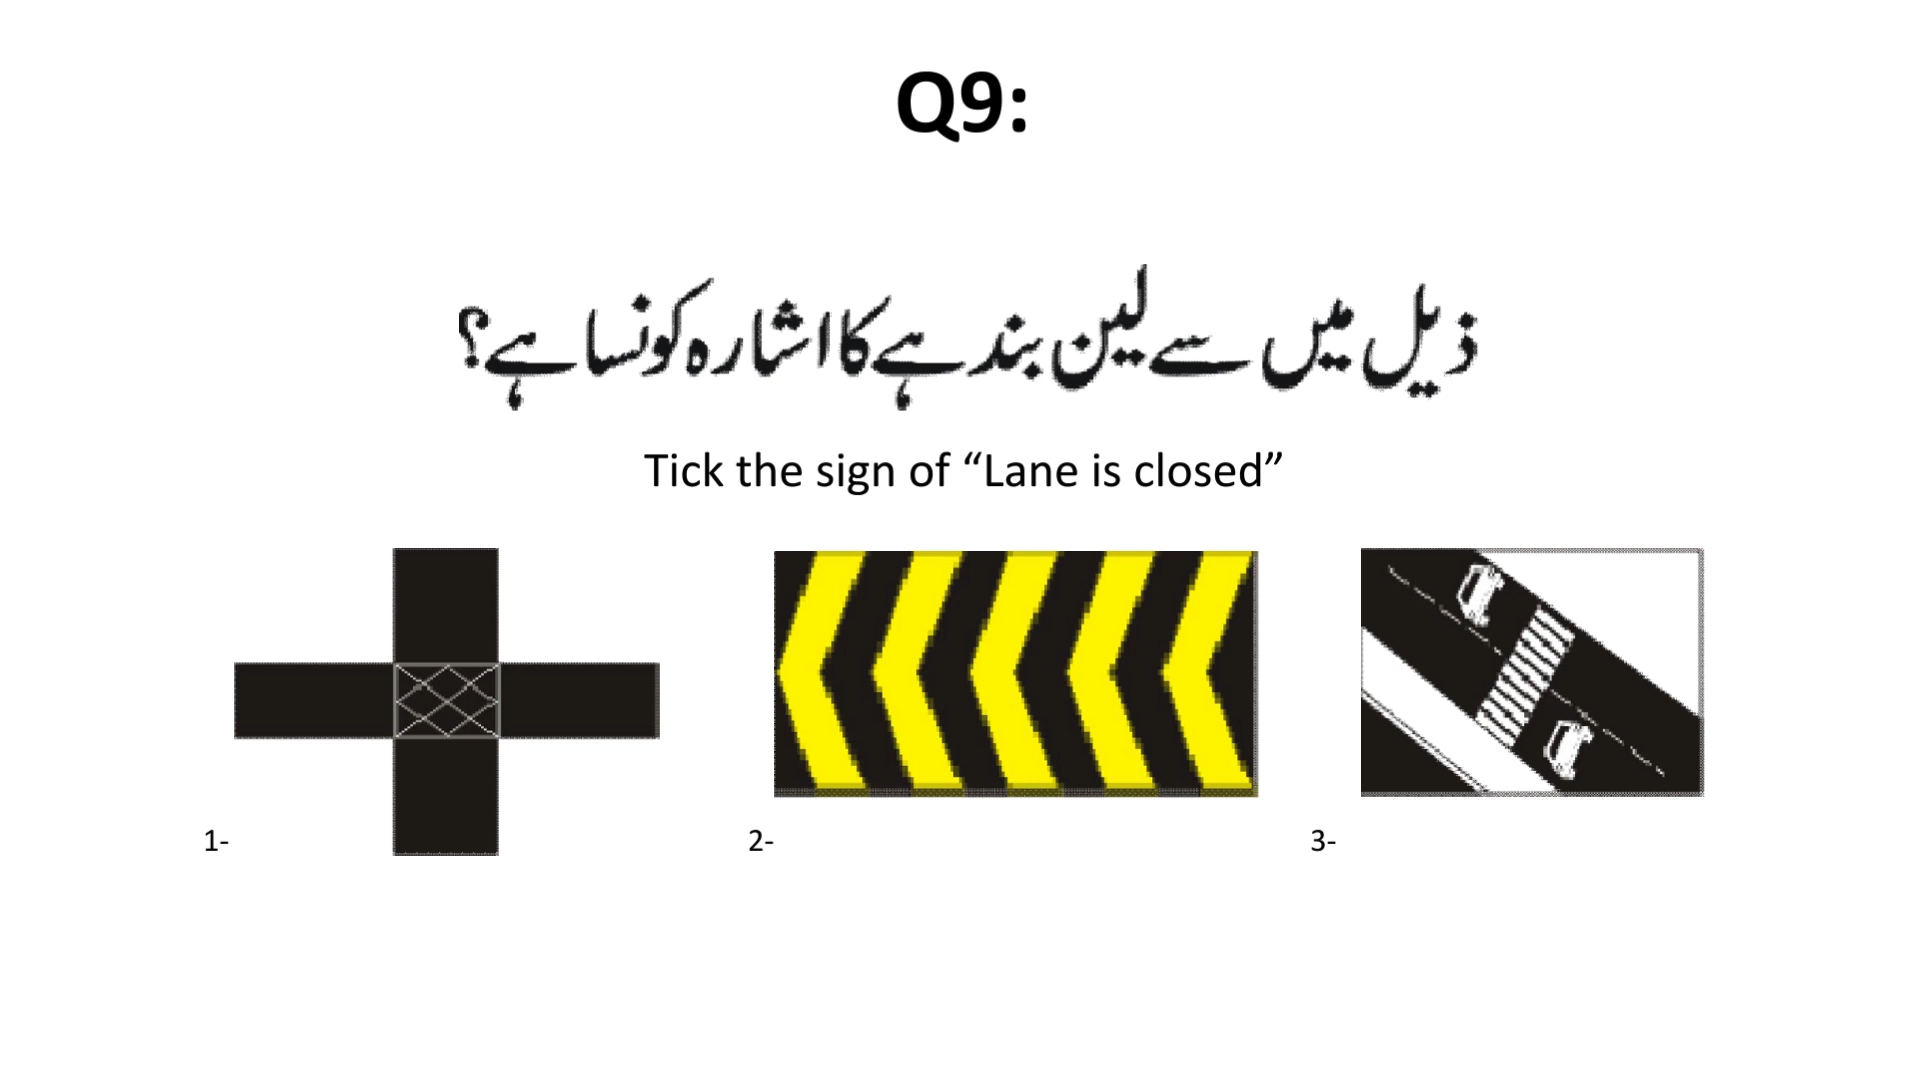 Q9:
ذیل میں سے لین بند ہے کا اشارہ کونسا ہے؟
Tick the sign of “Lane is closed”
1-
2-
3-